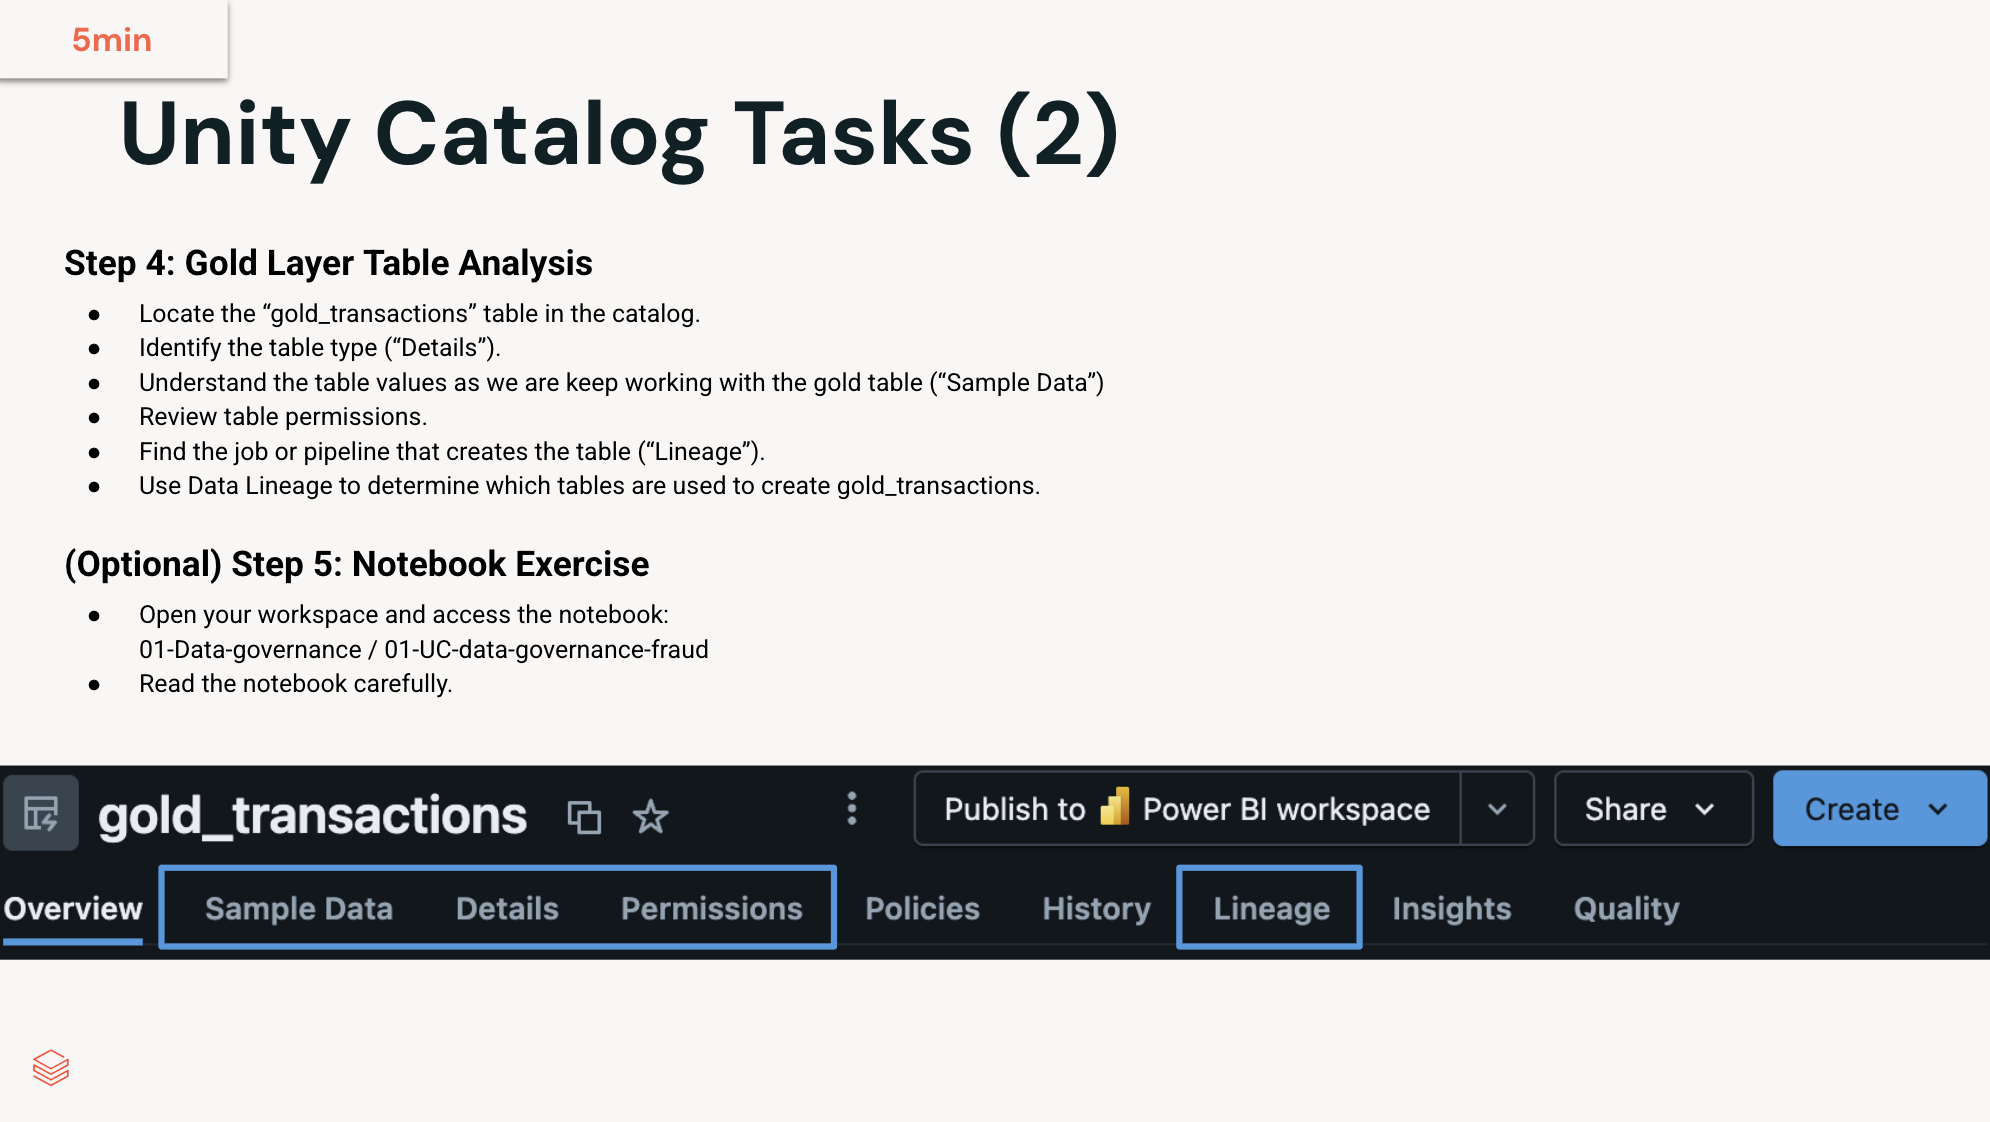 5min
Unity Catalog Tasks (2)
Step 4: Gold Layer Table Analysis
● Locate the “gold_transactions” table in the catalog.
● Identify the table type (“Details”).
● Understand the table values as we are keep working with the gold table (“Sample Data”)
● Review table permissions.
● Find the job or pipeline that creates the table (“Lineage”).
● Use Data Lineage to determine which tables are used to create gold_transactions.
(Optional) Step 5: Notebook Exercise
● Open your workspace and access the notebook:
01-Data-governance / 01-UC-data-governance-fraud
● Read the notebook carefully.
gold_transactions Publish to Power BI workspace Share Create
Overview Sample Data Details Permissions Policies History Lineage Insights Quality